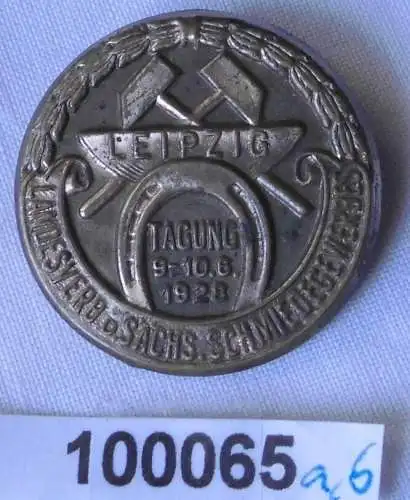 LEIPZIG
TAGUNG
9-10.6.
1928
LANDESVERB. D. SÄCHS. SCHMIEDEGEWERBES
100065 a6